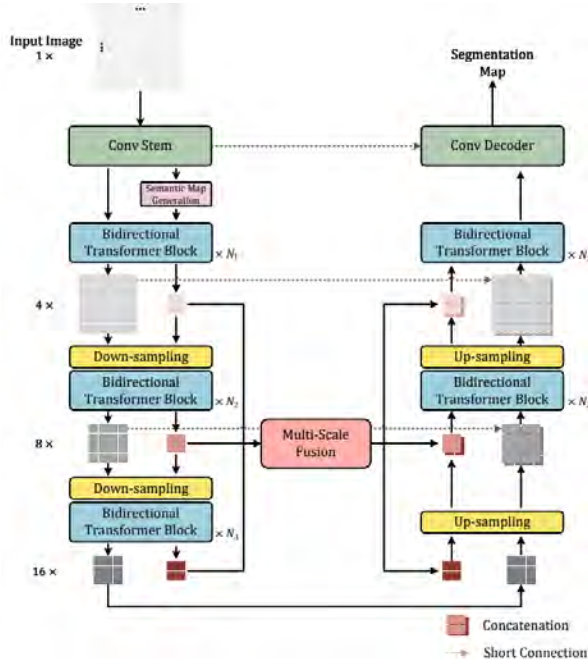 Input Image
1 ×
Segmentation
Map
Conv Stem
Conv Decoder
Semantic Map
Generation
Bidirectional
Transformer Block
× N₁
Bidirectional
Transformer Block
× N
4 ×
Down-sampling
Up-sampling
Bidirectional
Transformer Block
× N₂
Bidirectional
Transformer Block
× N
8 ×
Multi-Scale
Fusion
Down-sampling
Bidirectional
Transformer Block
× N₃
Up-sampling
16 ×
Concatenation
Short Connection